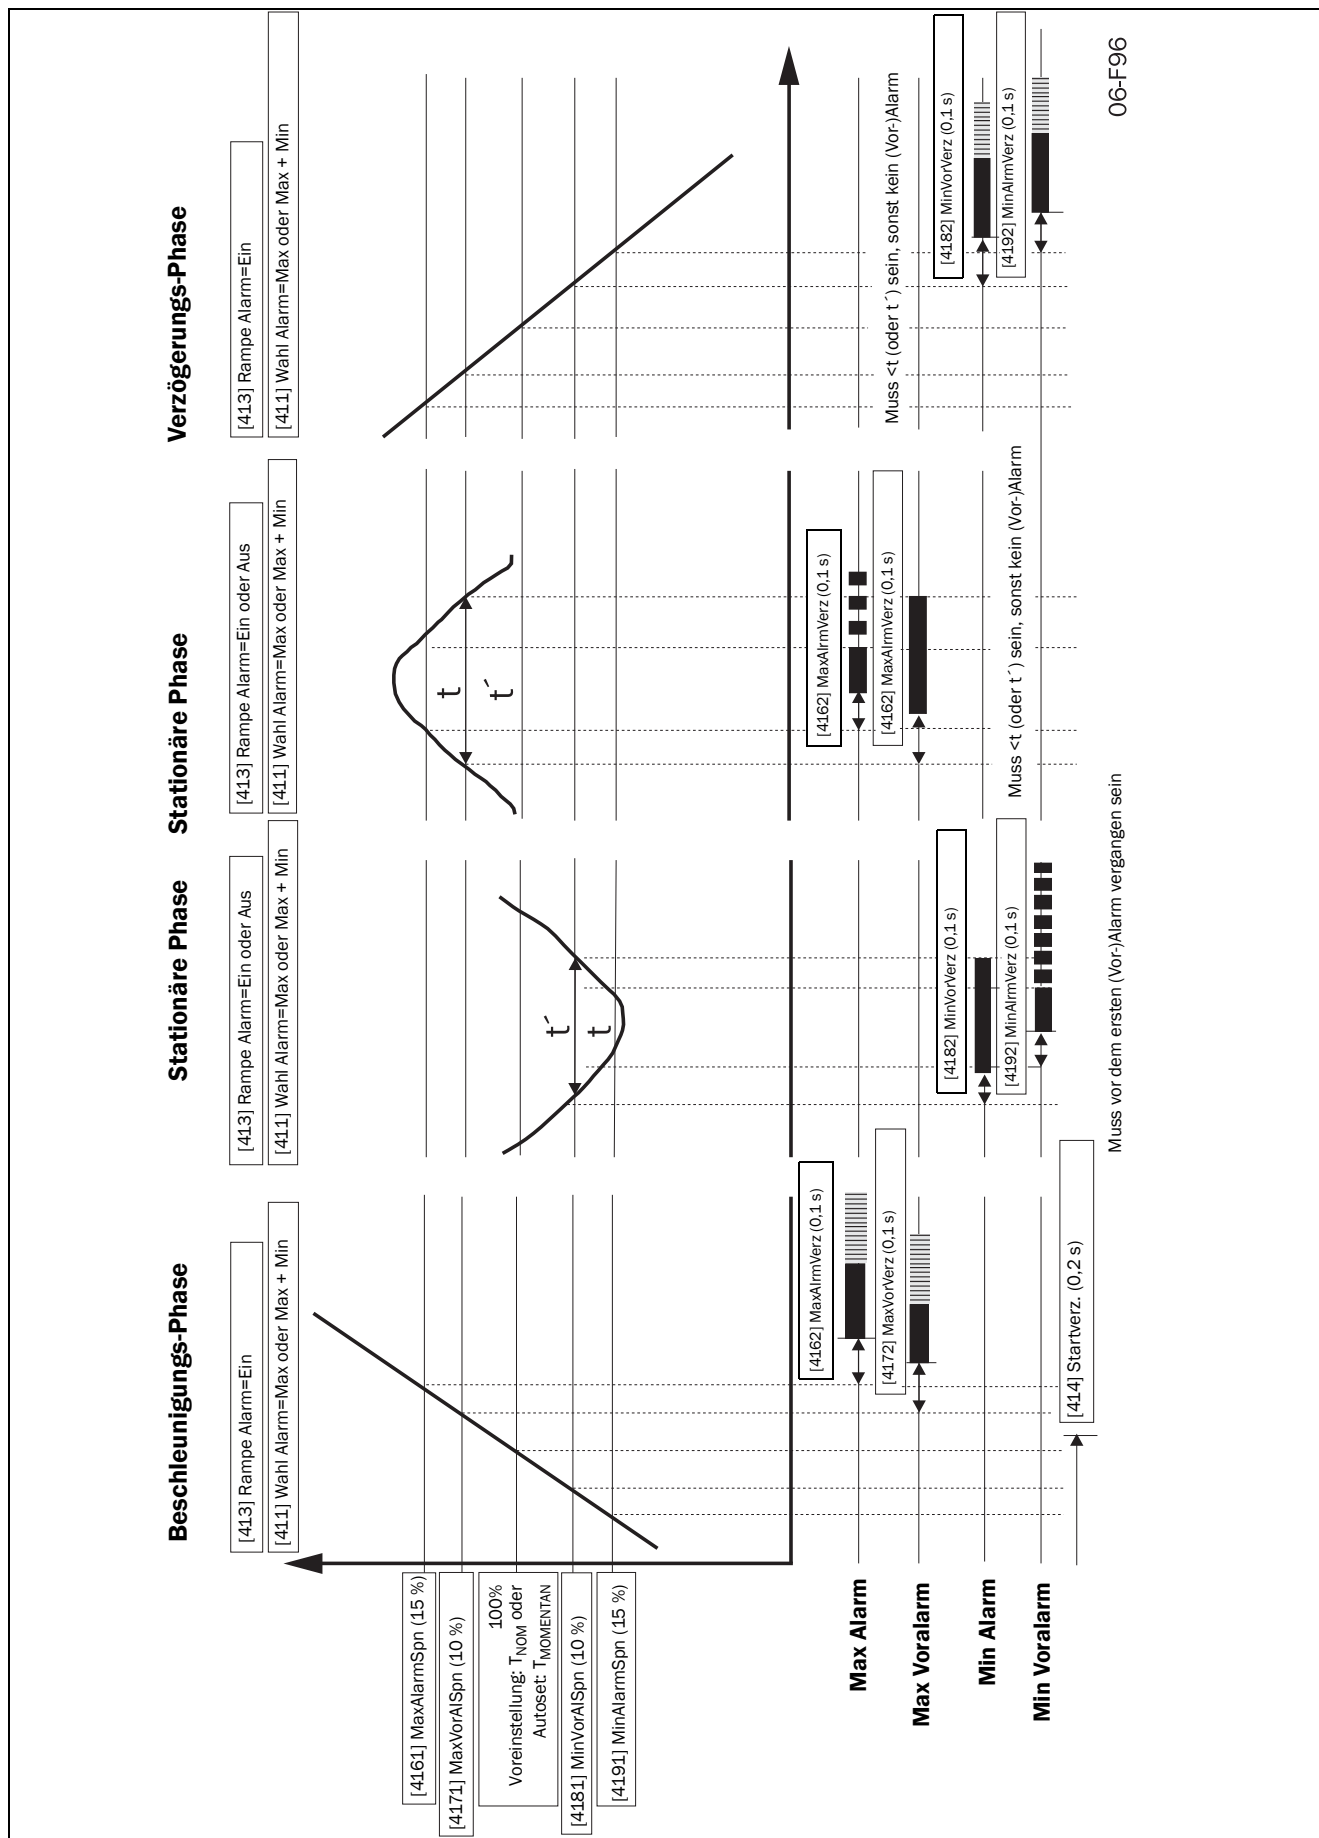 Beschleunigungs-Phase
[413] Rampe Alarm=Ein
[411] Wahl Alarm=Max oder Max + Min
Stationäre Phase
[413] Rampe Alarm=Ein oder Aus
[411] Wahl Alarm=Max oder Max + Min
Stationäre Phase
[413] Rampe Alarm=Ein oder Aus
[411] Wahl Alarm=Max oder Max + Min
Verzögerungs-Phase
[413] Rampe Alarm=Ein
[411] Wahl Alarm=Max oder Max + Min
[4161] MaxAlarmSpn (15 %)
[4171] MaxVorAlSpn (10 %)
100%
Voreinstellung: TNOM oder
Autoset: TMOMENTAN
[4181] MinVorAlSpn (10 %)
[4191] MinAlarmSpn (15 %)
t´
t
t
t´
Max Alarm
[4162] MaxAlrmVerz (0,1 s)
[4162] MaxAlrmVerz (0,1 s)
Max Voralarm
[4172] MaxVorVerz (0,1 s)
[4162] MaxAlrmVerz (0,1 s)
Muss <t (oder t´) sein, sonst kein (Vor-)Alarm
Min Alarm
[4182] MinVorVerz (0,1 s)
[4182] MinVorVerz (0,1 s)
Min Voralarm
[4192] MinAlrmVerz (0,1 s)
Muss <t (oder t´) sein, sonst kein (Vor-)Alarm
[4192] MinAlrmVerz (0,1 s)
[414] Startverz. (0,2 s)
Muss vor dem ersten (Vor-)Alarm vergangen sein
06-F96